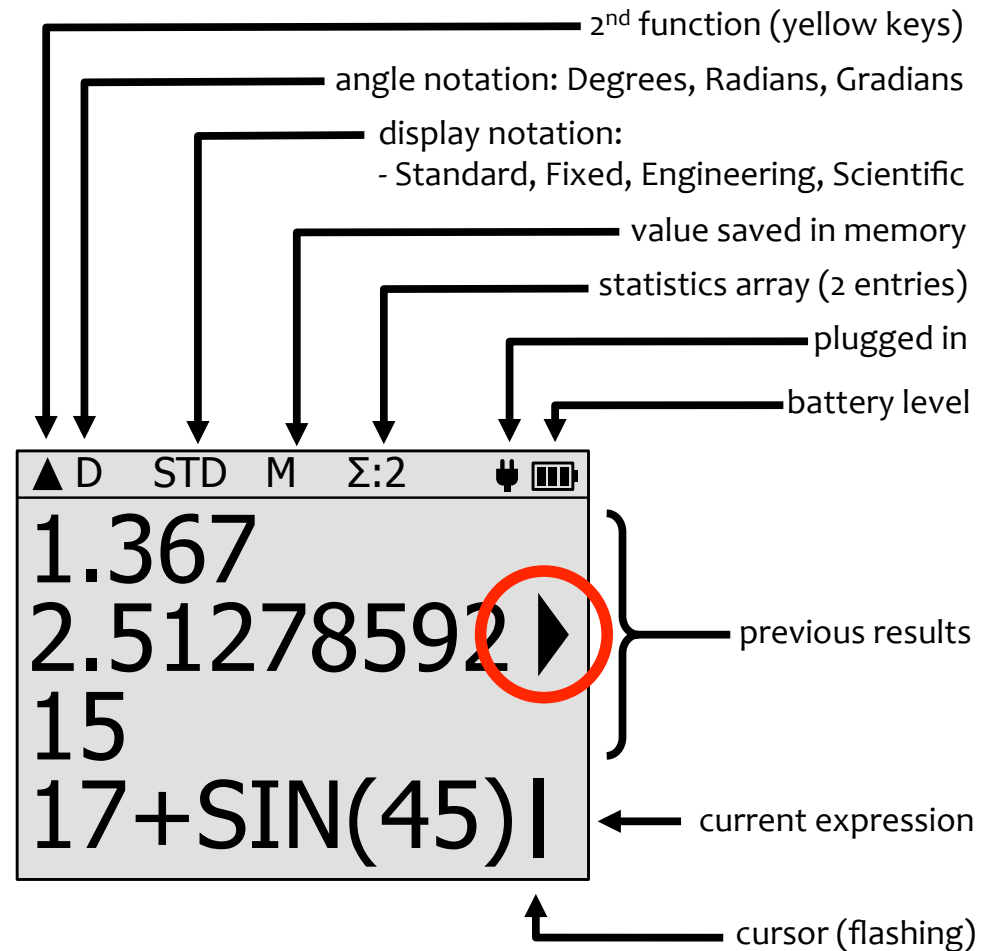 2nd function (yellow keys)
angle notation: Degrees, Radians, Gradians
display notation:
- Standard, Fixed, Engineering, Scientific
value saved in memory
statistics array (2 entries)
plugged in
battery level
▲ D STD M Σ:2
1.367
2.51278592
previous results
15
17+SIN(45)
current expression
cursor (flashing)